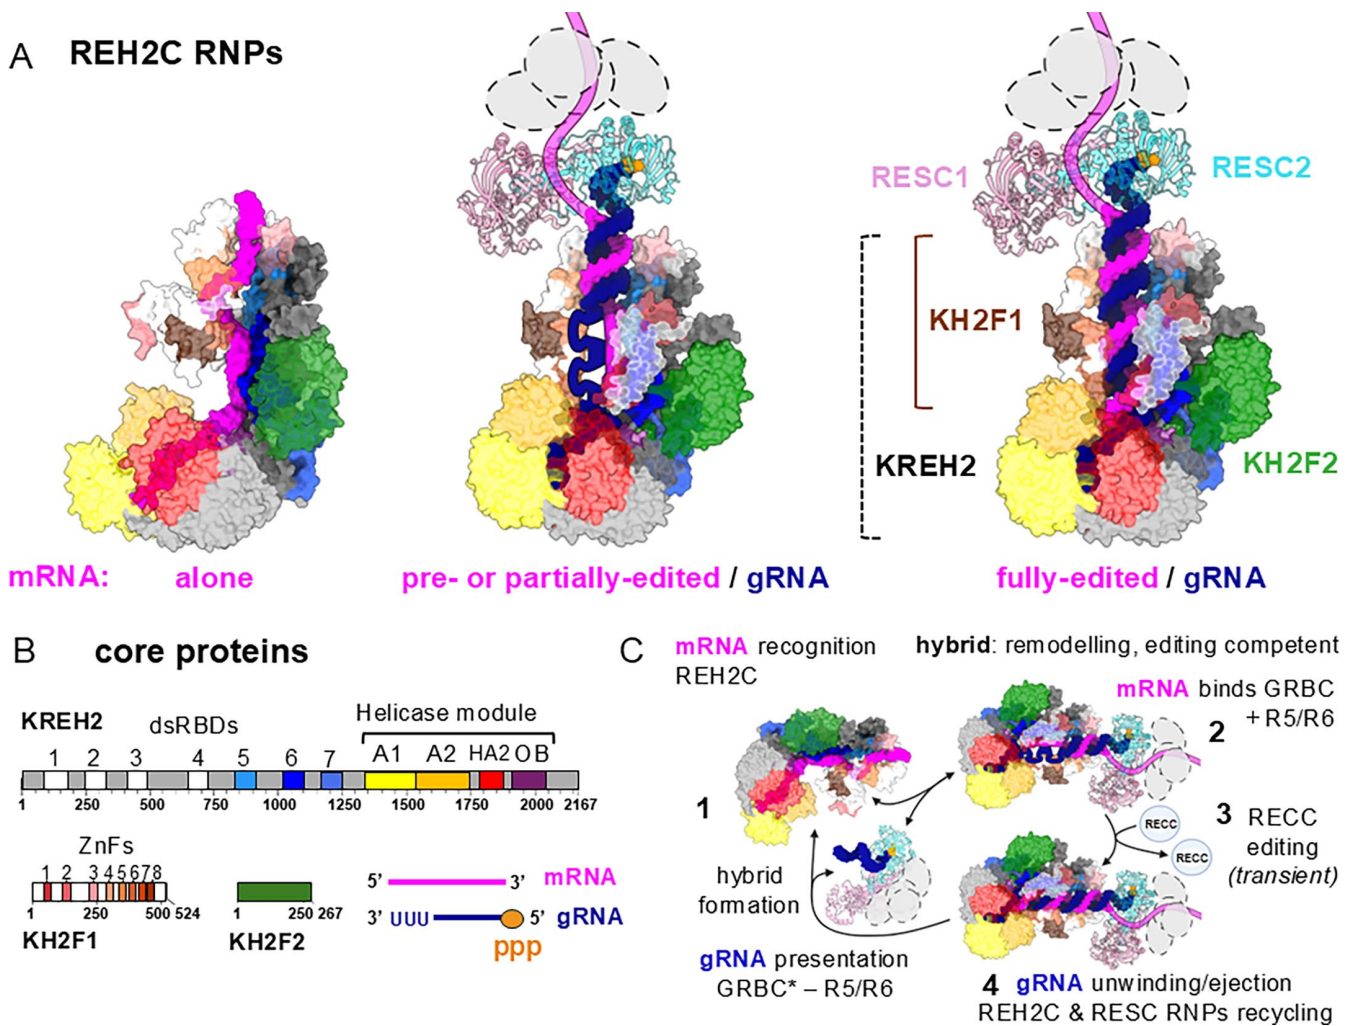 A REH2C RNPs
RESC1
RESC2
KH2F1
KREH2
KH2F2
mRNA: alone
pre- or partially-edited / gRNA
fully-edited / gRNA
B core proteins
KREH2 dsRBDs
Helicase module
1 2 3 4 5 6 7 A1 A2 HA2 OB
1 250 500 750 1000 1250 1500 1750 2000 2167
ZnFs
1 2 3 4 5 6 7 8
1 250 500 524
KH2F1
1 250 267
KH2F2
5' 3' mRNA
3' UUU 5' gRNA
ppp
C mRNA recognition
REH2C
hybrid: remodelling, editing competent
mRNA binds GRBC
+ R5/R6
2
1
3 RECC
editing
(transient)
RECC
RECC
hybrid
formation
gRNA presentation
GRBC* – R5/R6
4 gRNA unwinding/ejection
REH2C & RESC RNPs recycling